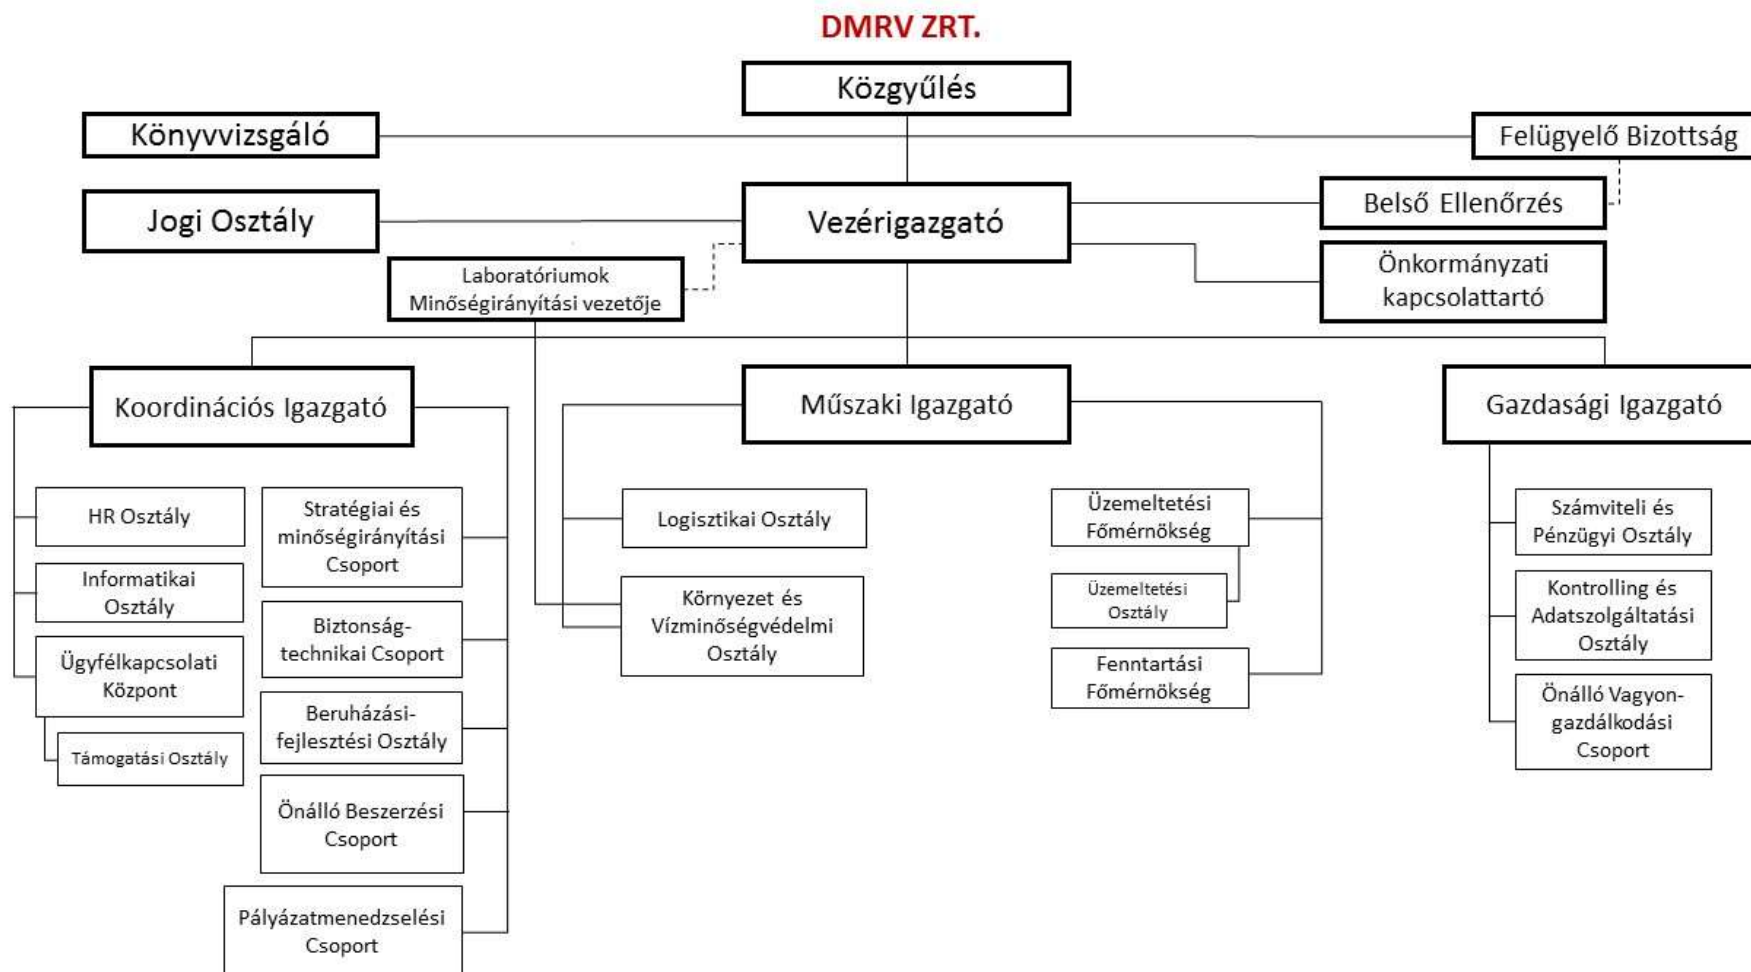 DMRV ZRT.
Közgyűlés
Könyvvizsgáló
Felügyelő Bizottság
Jogi Osztály
Vezérigazgató
Belső Ellenőrzés
Önkormányzati
kapcsolattartó
Laboratóriumok
Minőségirányítási vezetője
Koordinációs Igazgató
Műszaki Igazgató
Gazdasági Igazgató
HR Osztály
Informatikai
Osztály
Ügyfélkapcsolati
Központ
Támogatási Osztály
Stratégiai és
minőségirányítási
Csoport
Biztonság-
technikai Csoport
Beruházási-
fejlesztési Osztály
Önálló Beszerzési
Csoport
Pályázatmenedzselési
Csoport
Logisztikai Osztály
Környezet és
Vízminőségvédelmi
Osztály
Üzemeltetési
Főmérnökség
Üzemeltetési
Osztály
Fenntartási
Főmérnökség
Számviteli és
Pénzügyi Osztály
Kontrolling és
Adatszolgáltatási
Osztály
Önálló Vagyon-
gazdálkodási
Csoport